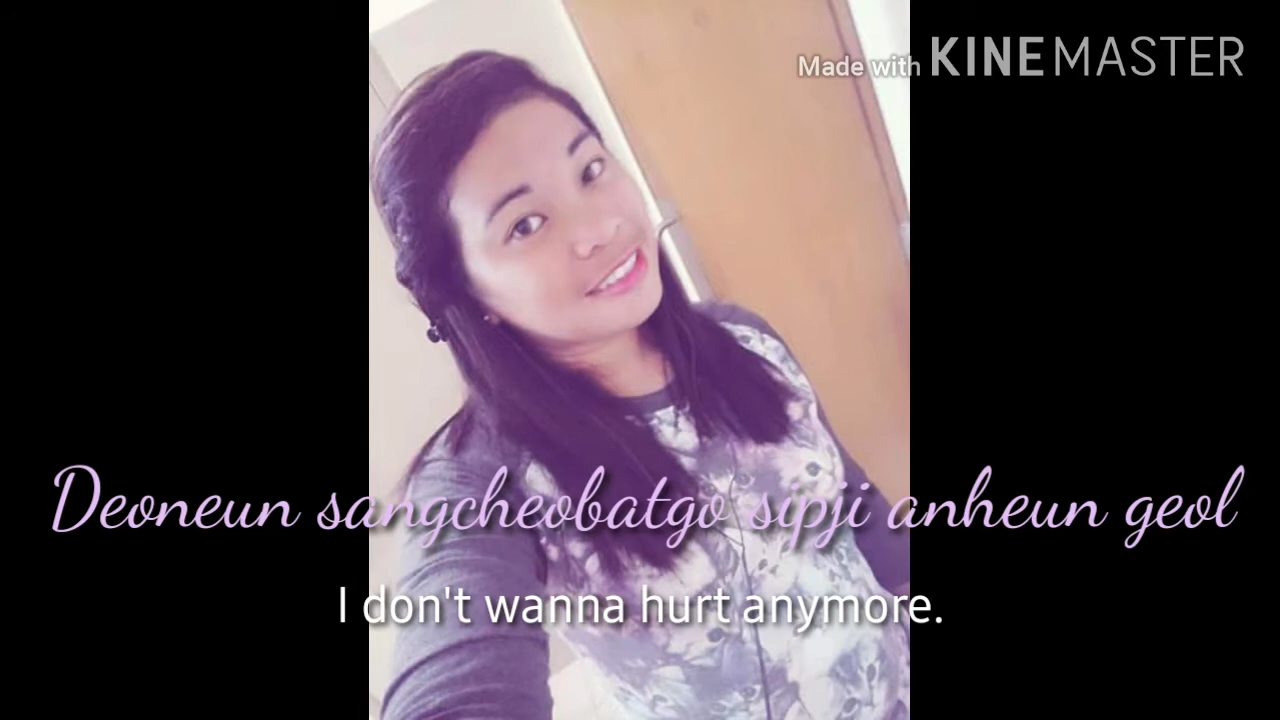 Made with KINEMASTER
Deoneun sangcheobatgo sipji anheun geol
I don't wanna hurt anymore.